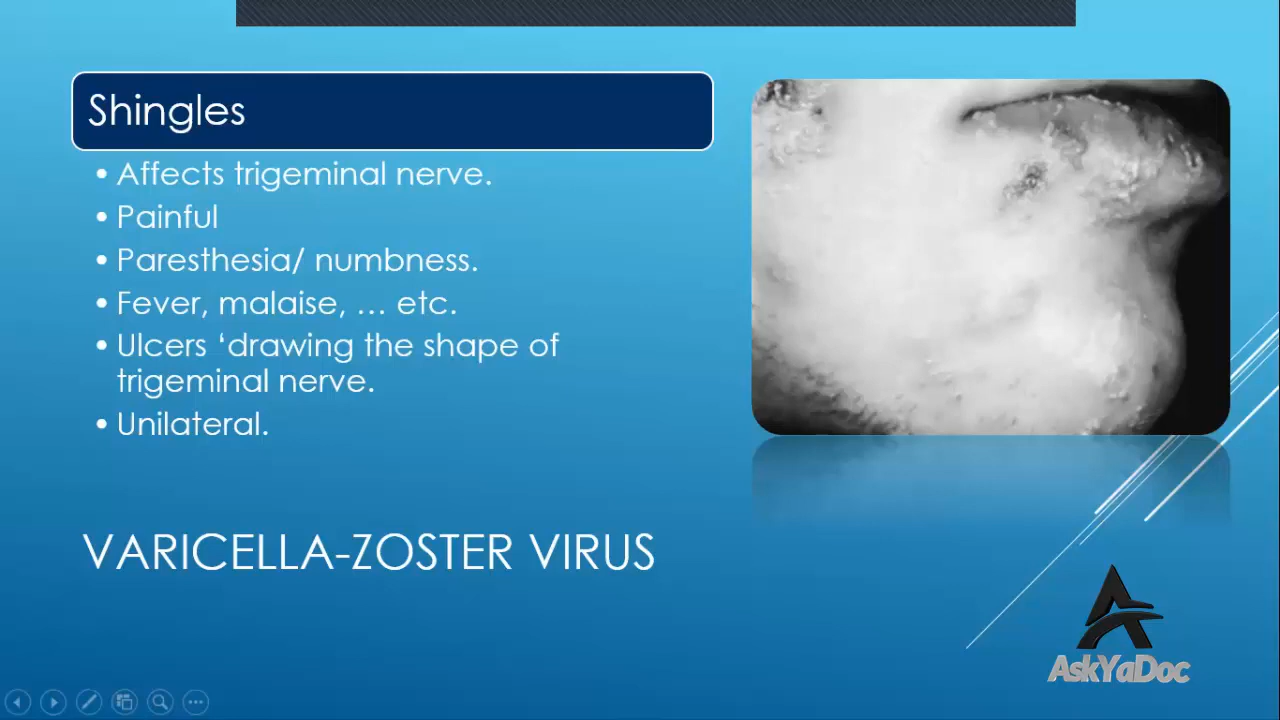 Shingles
• Affects trigeminal nerve.
• Painful
• Paresthesia/ numbness.
• Fever, malaise, ... etc.
• Ulcers ‘drawing the shape of
trigeminal nerve.
• Unilateral.
VARICELLA-ZOSTER VIRUS
AskYaDoc